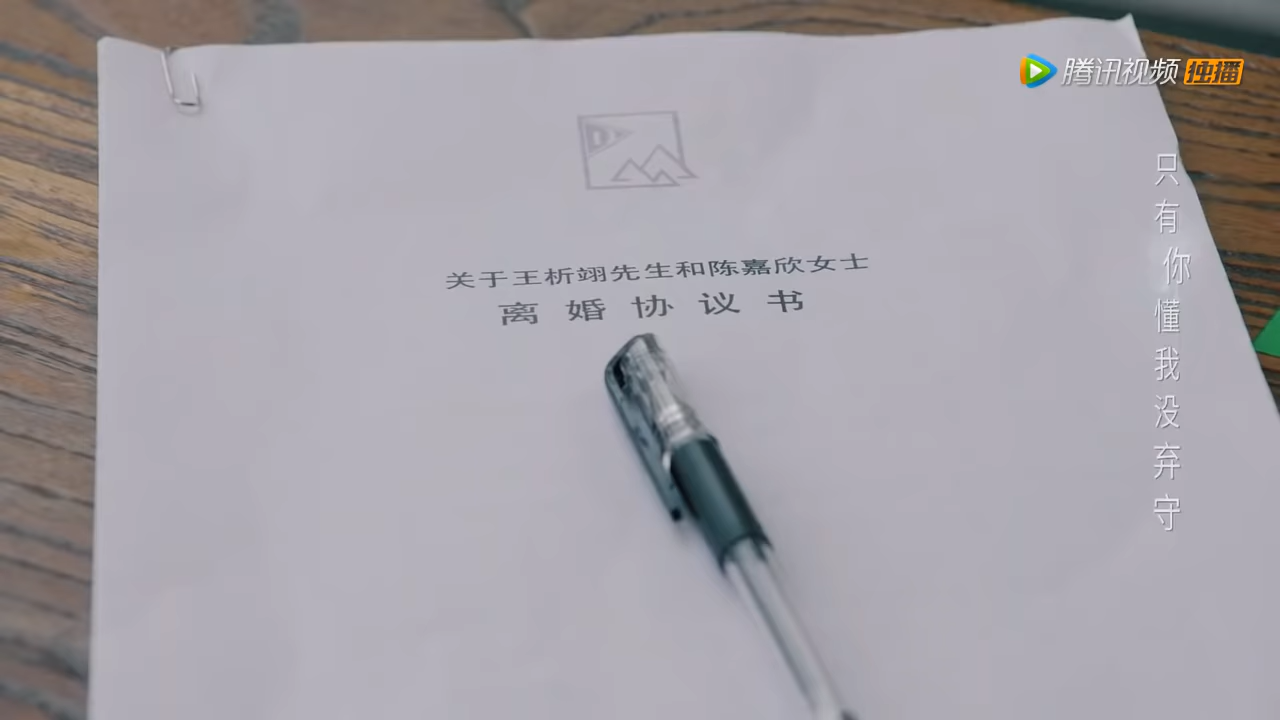 腾讯视频 独播
关于王析翊先生和陈嘉欣女士
离婚协议书
只有你懂我没弃守